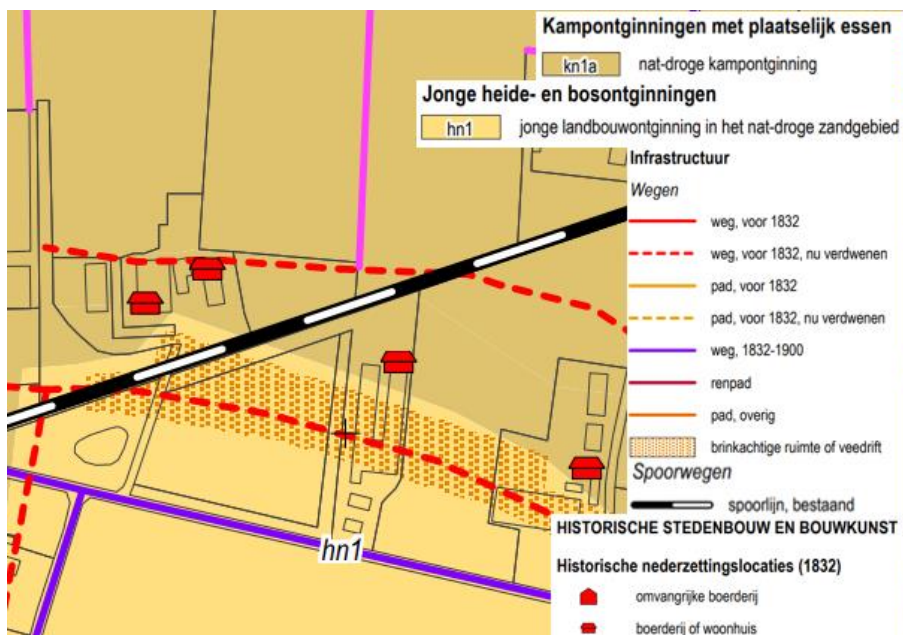 Kampontginningen met plaatselijk essen
kn1a
nat-droge kampontginning
Jonge heide- en bosontginningen
hn1
jonge landbouwontginning in het nat-droge zandgebied
Infrastructuur
Wegen
weg, voor 1832
weg, voor 1832, nu verdwenen
pad, voor 1832
pad, voor 1832, nu verdwenen
weg, 1832-1900
renpad
pad, overig
brinkachtige ruimte of veedrift
Spoorwegen
spoorlijn, bestaand
HISTORISCHE STEDENBOUW EN BOUWKUNST
Historische nederzettingslocaties (1832)
omvangrijke boerderij
boerderij of woonhuis
hn1